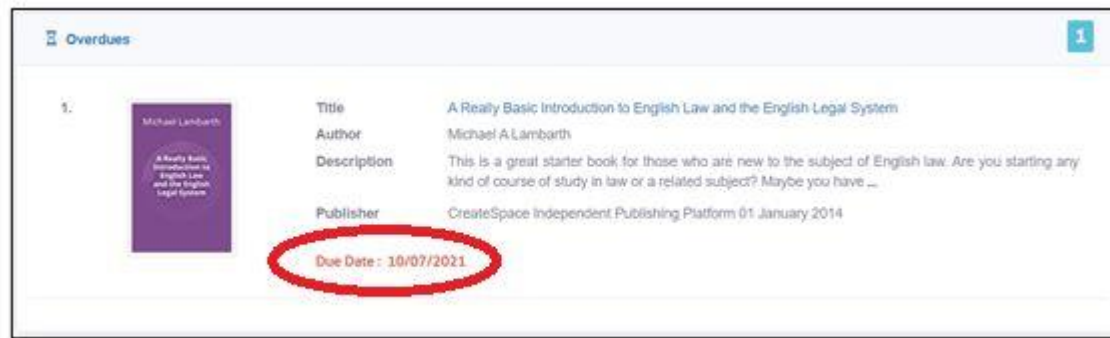 Overdues
1
1.
Michael Lambarth
A Really Basic
Introduction to
English Law
and the English
Legal System
Title A Really Basic Introduction to English Law and the English Legal System
Author Michael A Lambarth
Description This is a great starter book for those who are new to the subject of English law. Are you starting any
kind of course of study in law or a related subject? Maybe you have ...
Publisher CreateSpace Independent Publishing Platform 01 January 2014
Due Date : 10/07/2021